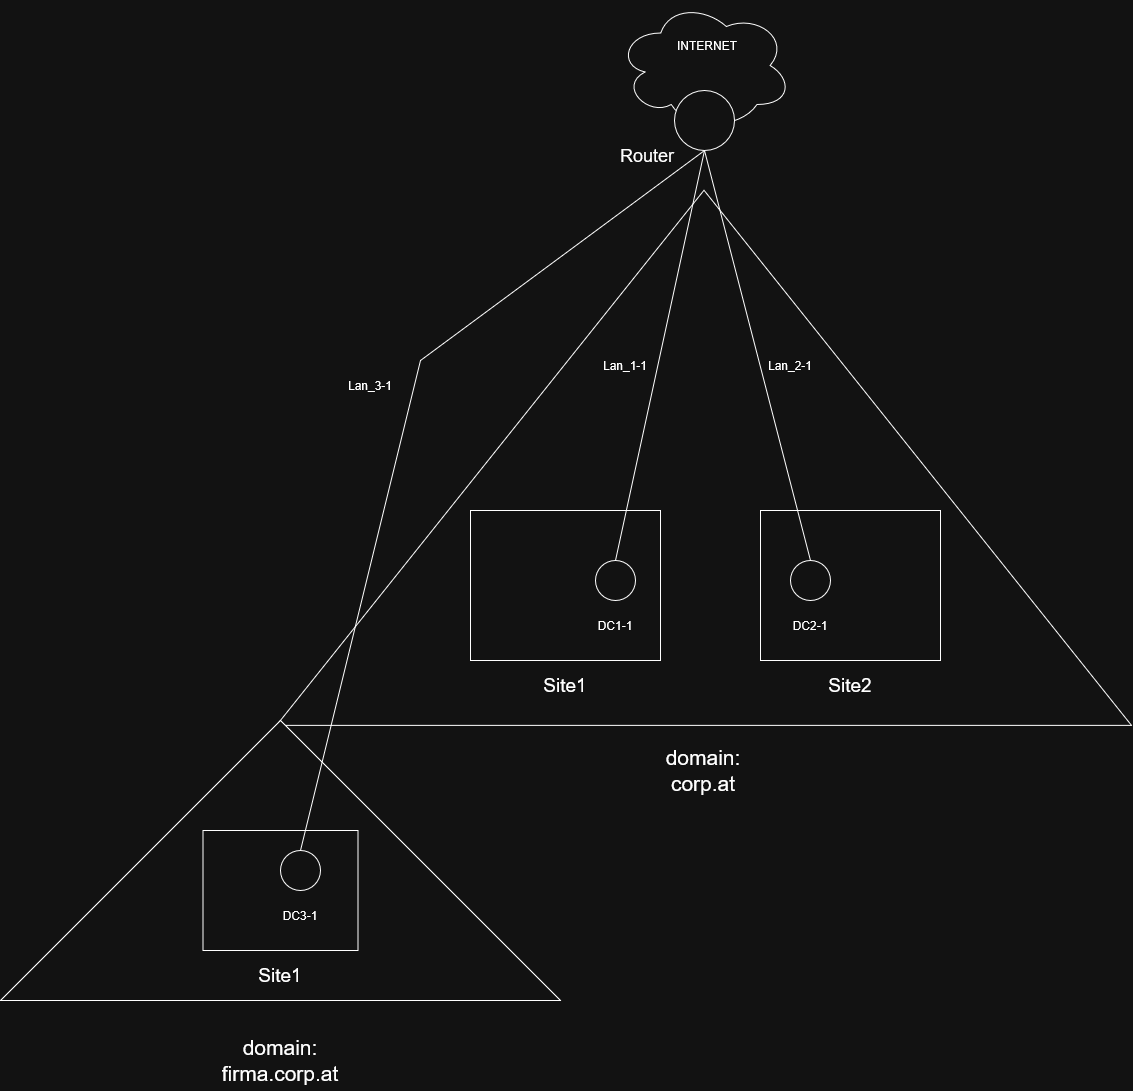 INTERNET
Router
Lan_1-1
Lan_2-1
Lan_3-1
DC1-1
DC2-1
Site1
Site2
domain:
corp.at
DC3-1
Site1
domain:
firma.corp.at